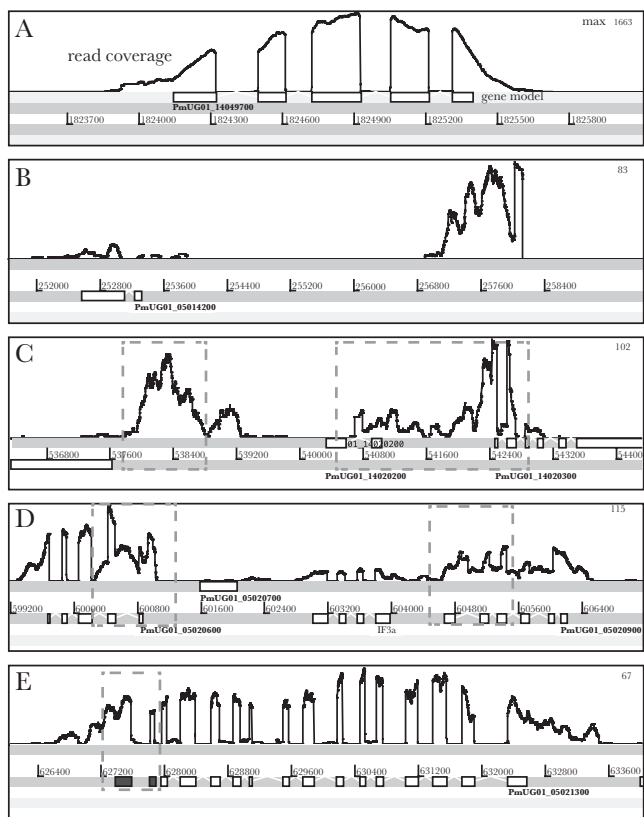 A
max 1663
read coverage
gene model
PmUG01_14049700
1823700 1824000 1824300 1824600 1824900 1825200 1825500 1825800
B
83
252000 252800 253600 254400 255200 256000 256800 257600 258400
PmUG01_05014200
C
102
01_14020200
536800 537600 538400 539200 540000 540800 541600 542400 543200 54400
PmUG01_14020200 PmUG01_14020300
D
115
PmUG01_05020700
599200 600000 600800 601600 602400 603200 604000 604800 605600 606400
PmUG01_05020600 IF3a PmUG01_05020900
E
67
626400 627200 628000 628800 629600 630400 631200 632000 632800 633600
PmUG01_05021300